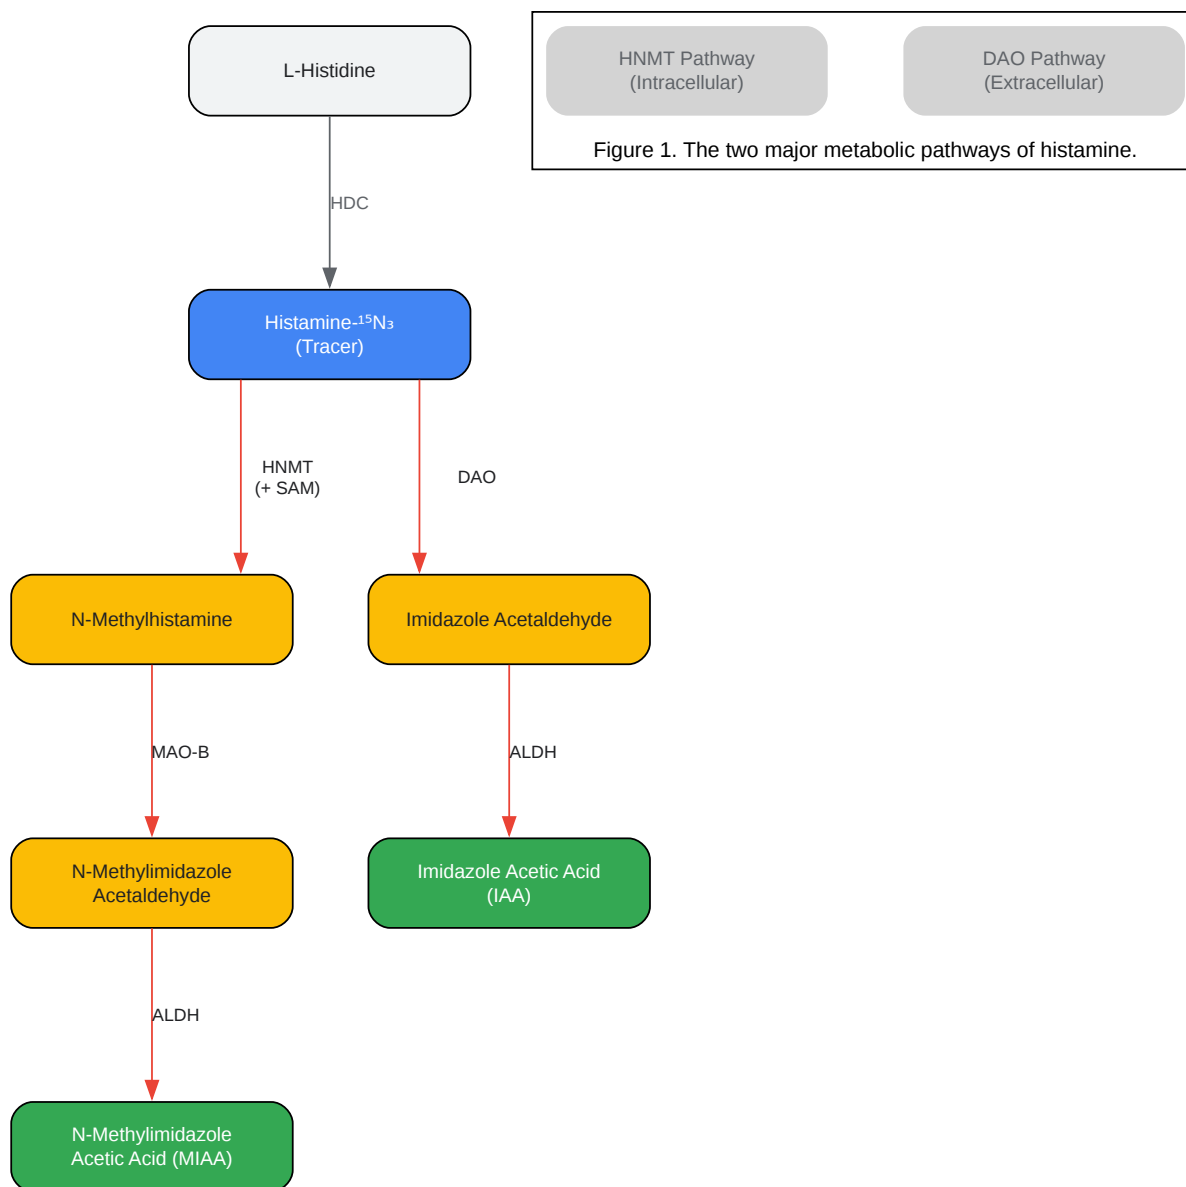 L-Histidine
HNMT Pathway
(Intracellular)
DAO Pathway
(Extracellular)
Figure 1. The two major metabolic pathways of histamine.
HDC
Histamine-¹⁵N₃
(Tracer)
HNMT
(+ SAM)
DAO
N-Methylhistamine
Imidazole Acetaldehyde
MAO-B
ALDH
N-Methylimidazole
Acetaldehyde
Imidazole Acetic Acid
(IAA)
ALDH
N-Methylimidazole
Acetic Acid (MIAA)